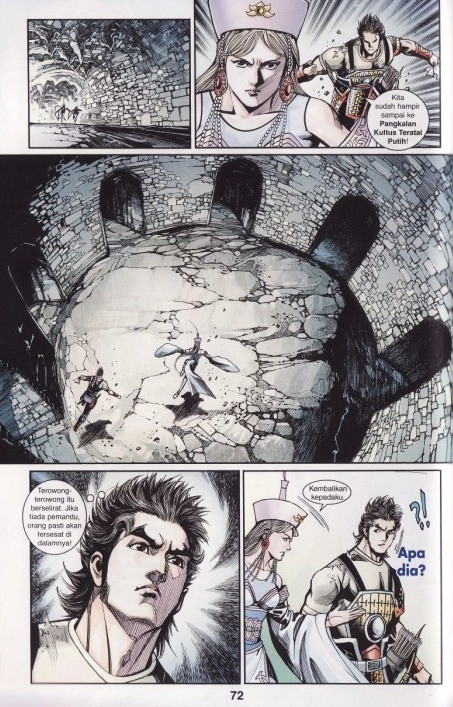 Kita
sudah hampir
sampai ke
Pangkalan
Kultus Teratai
Putih!
Terowong-
terowong itu
berselirat. Jika
tiada pemandu,
orang pasti akan
tersesat di
dalamnya!
Kembalikan
kepadaku.
?!
Apa
dia?
72